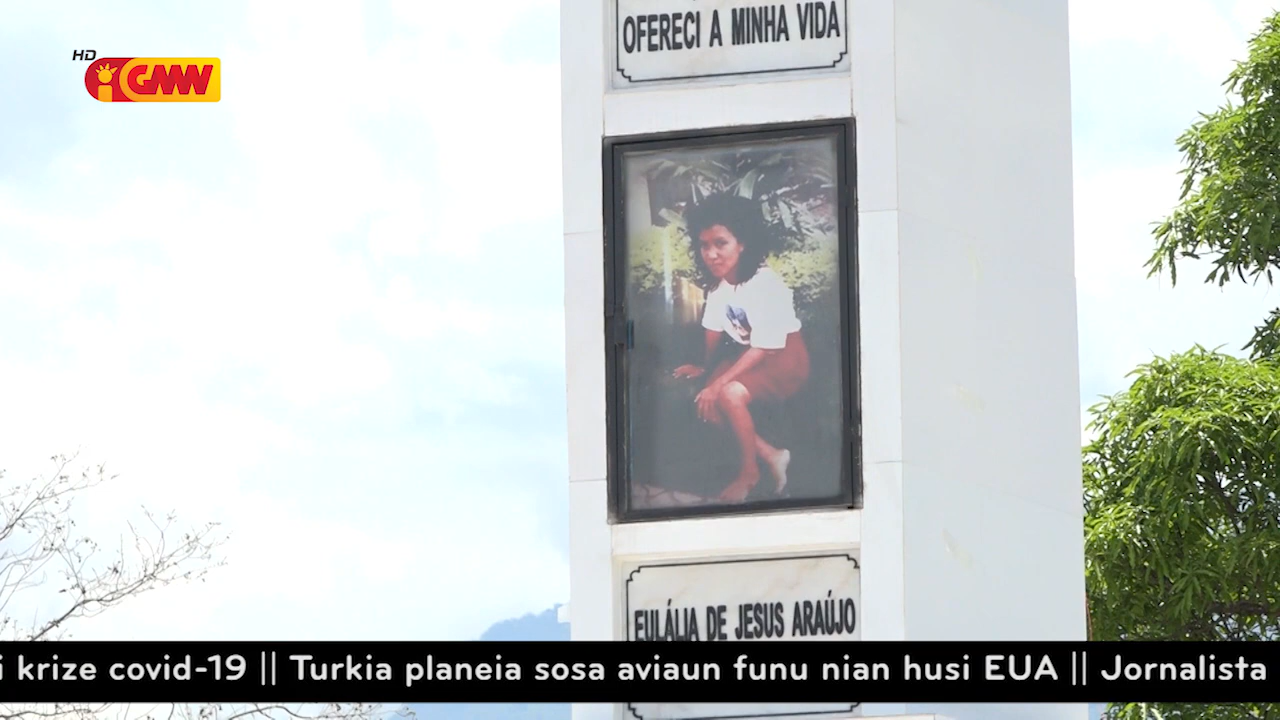 OFERECI A MINHA VIDA
HD
GMN
EULÁLIA DE JESUS ARAÚJO
i krize covid-19 || Turkia planeia sosa aviaun funu nian husi EUA || Jornalista